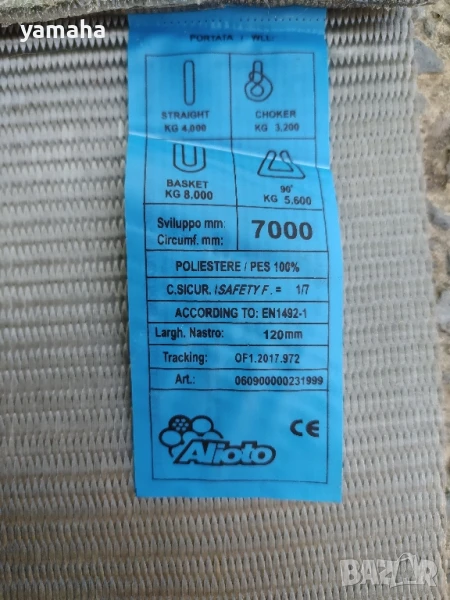 yamaha
PORTATA / WLL:
STRAIGHT
KG 4.000
CHOKER
KG 3,200
BASKET
KG 8.000
90°
KG 5.600
Sviluppo mm:
Circumf. mm:
7000
POLIESTERE / PES 100%
C.SICUR. /SAFETY F. = 1/7
ACCORDING TO: EN1492-1
Largh. Nastro: 120mm
Tracking: OF1.2017.972
Art.: 060900000231999
Alioto
CE
bazar